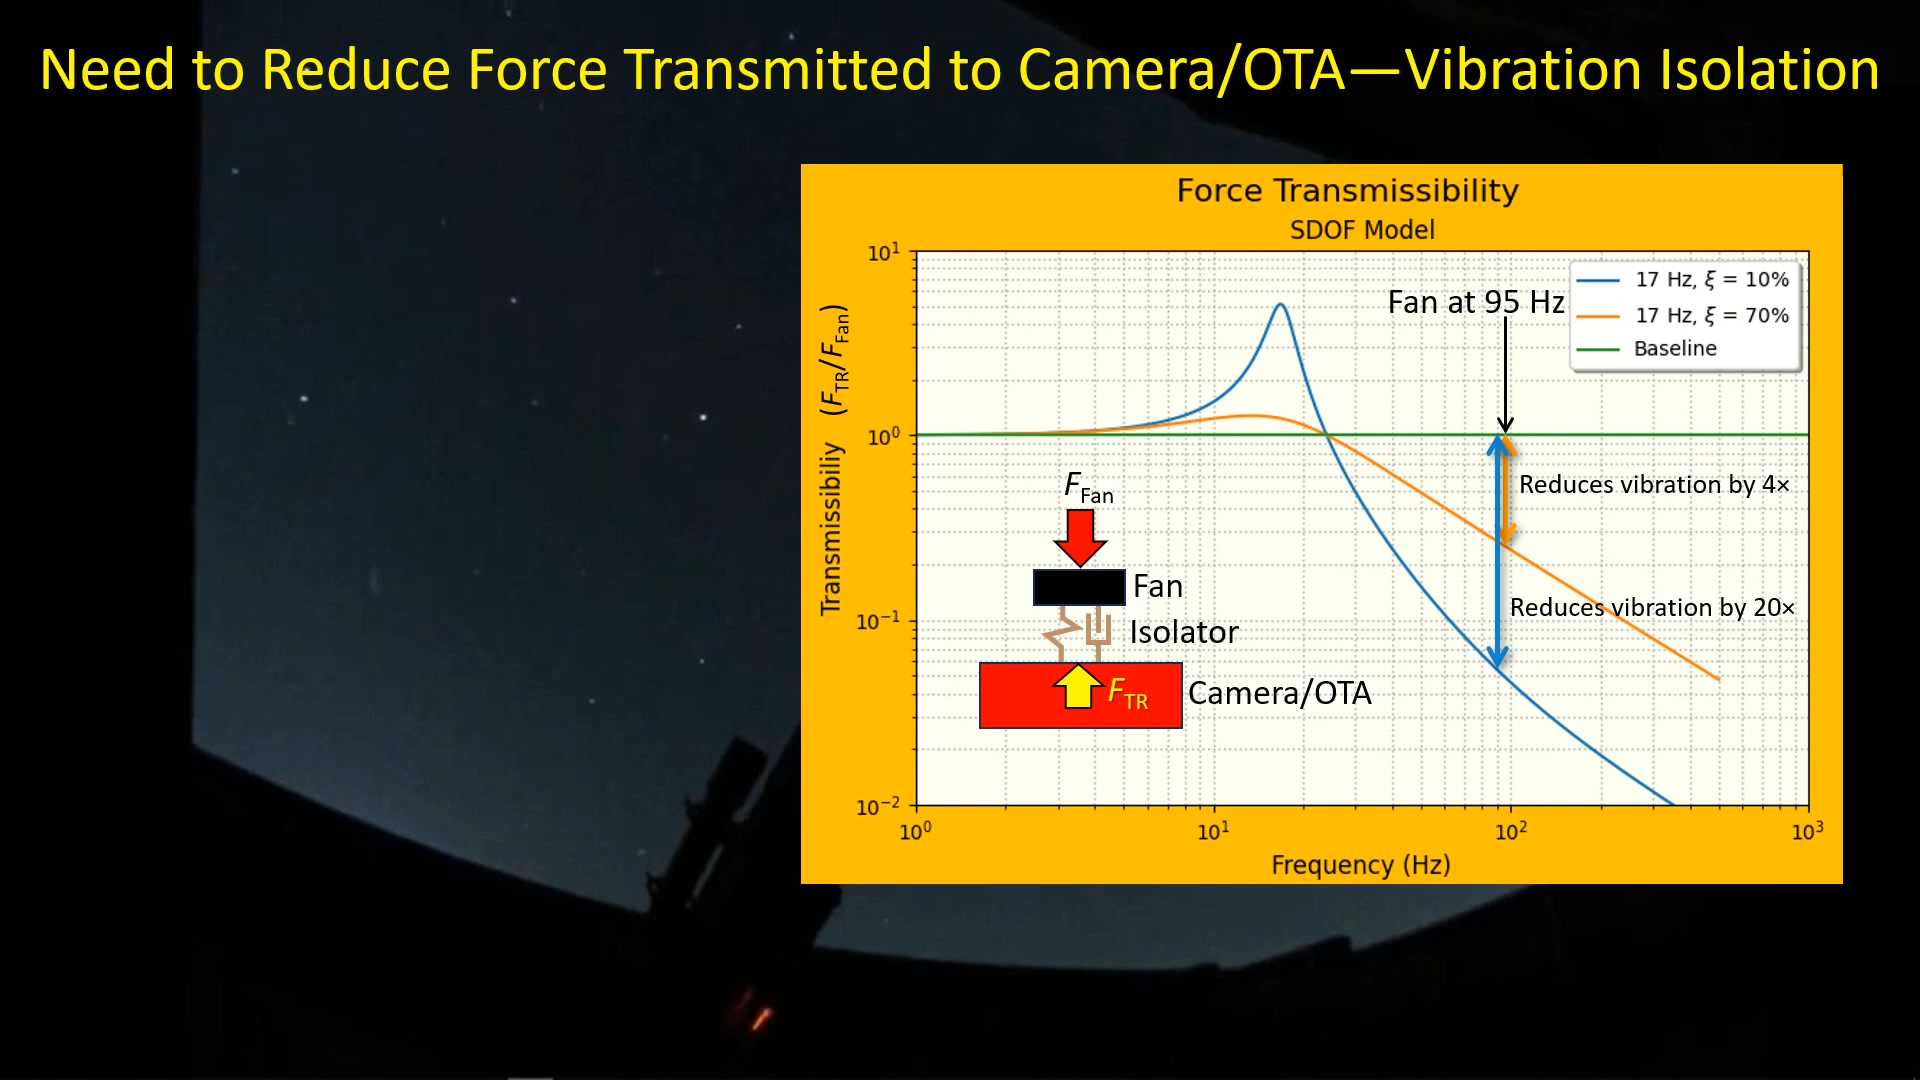 Need to Reduce Force Transmitted to Camera/OTA—Vibration Isolation
Force Transmissibility
SDOF Model
Transmissibiliy (F_TR/F_Fan)
10¹
10⁰
10⁻¹
10⁻²
17 Hz, ξ = 10%
17 Hz, ξ = 70%
Baseline
Fan at 95 Hz
Reduces vibration by 4×
Reduces vibration by 20×
F_Fan
Fan
Isolator
F_TR
Camera/OTA
10⁰ 10¹ 10² 10³
Frequency (Hz)